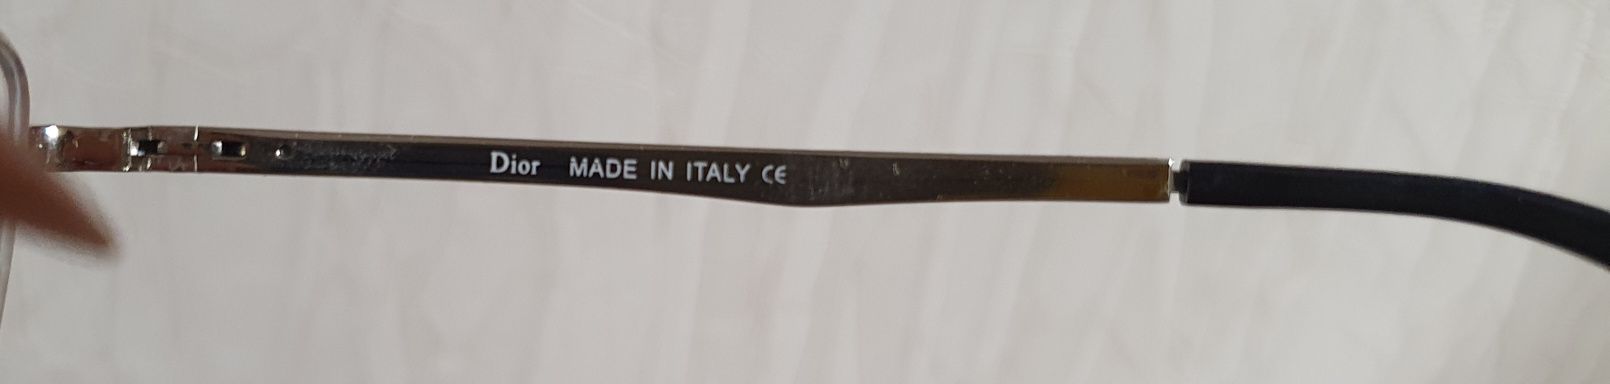 Dior MADE IN ITALY CE